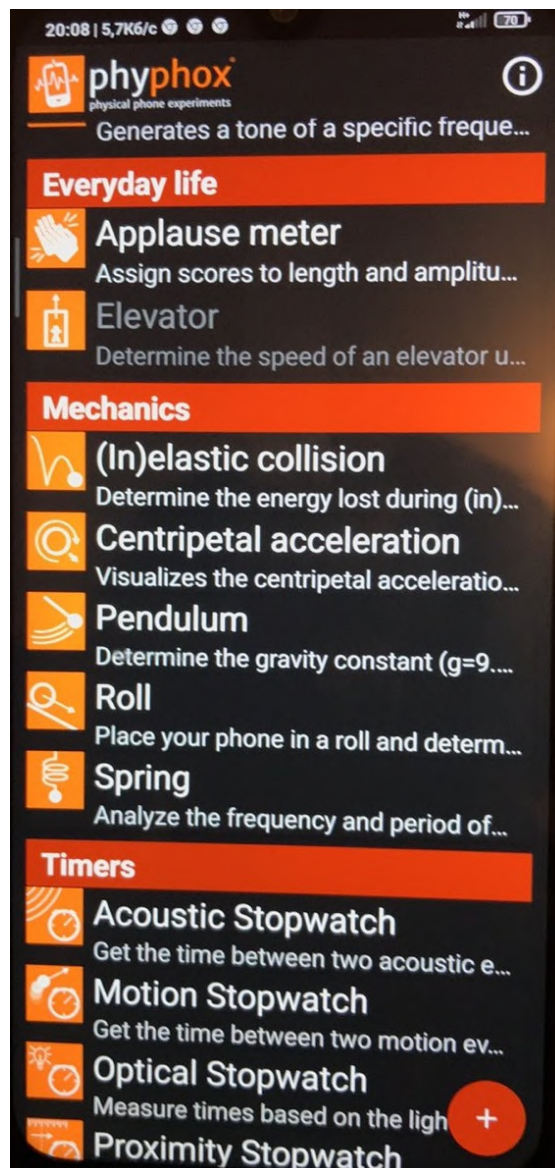 20:08 | 5,7Кб/с
H+
70
phyphox
physical phone experiments
Generates a tone of a specific freque...
Everyday life
Applause meter
Assign scores to length and amplitu...
Elevator
Determine the speed of an elevator u...
Mechanics
(In)elastic collision
Determine the energy lost during (in)...
Centripetal acceleration
Visualizes the centripetal acceleratio...
Pendulum
Determine the gravity constant (g=9....
Roll
Place your phone in a roll and determ...
Spring
Analyze the frequency and period of...
Timers
Acoustic Stopwatch
Get the time between two acoustic e...
Motion Stopwatch
Get the time between two motion ev...
Optical Stopwatch
Measure times based on the ligh
+
Proximity Stopwatch